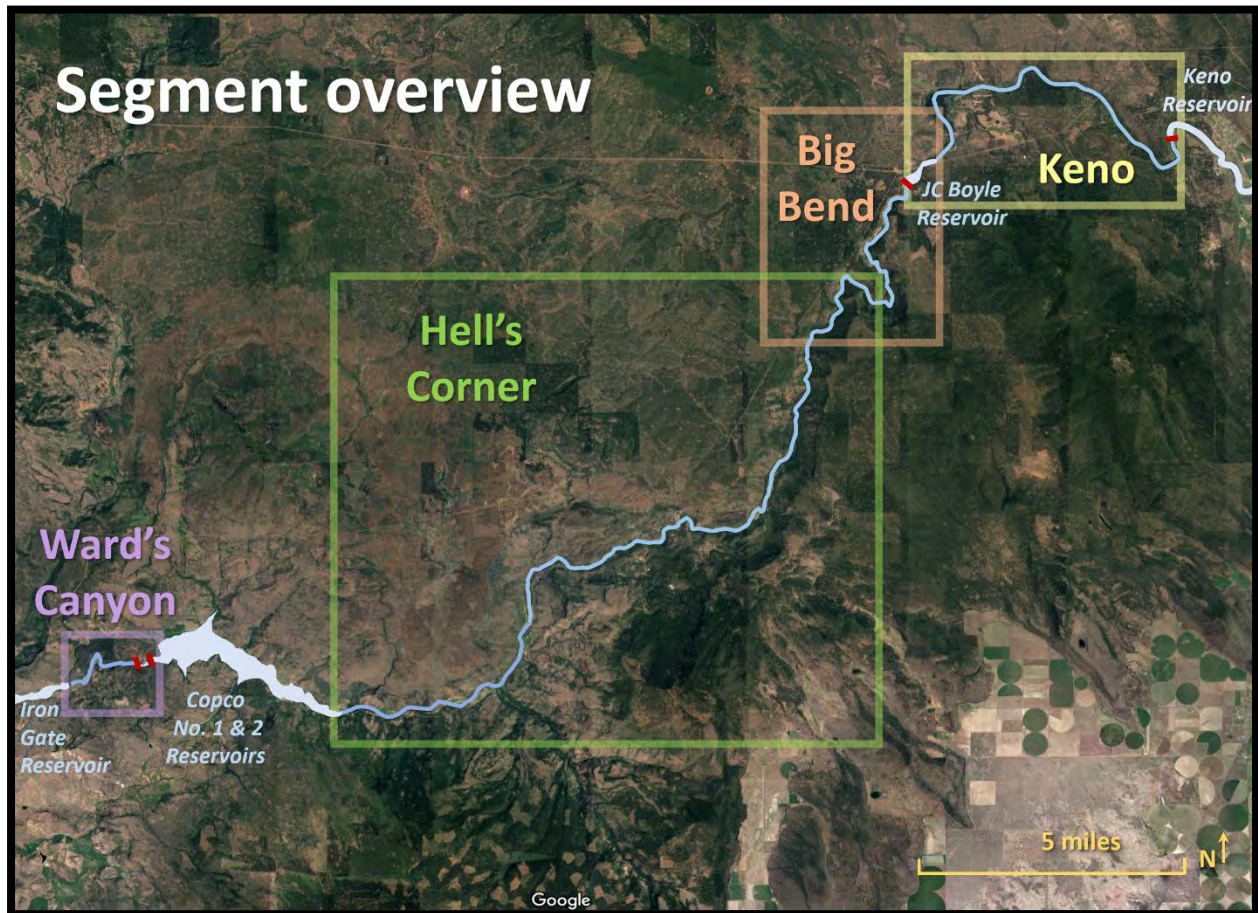 Segment overview
Keno
Reservoir
Big
Bend
Keno
JC Boyle
Reservoir
Hell's
Corner
Ward's
Canyon
Iron
Gate
Reservoir
Copco
No. 1 & 2
Reservoirs
5 miles
N
Google